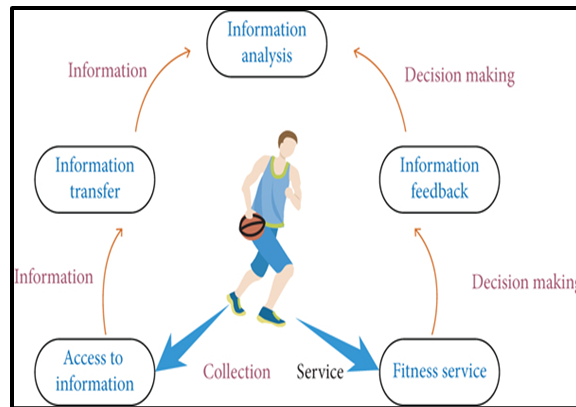 Information
analysis
Information
Decision making
Information
transfer
Information
feedback
Information
Decision making
Access to
information
Collection
Service
Fitness service